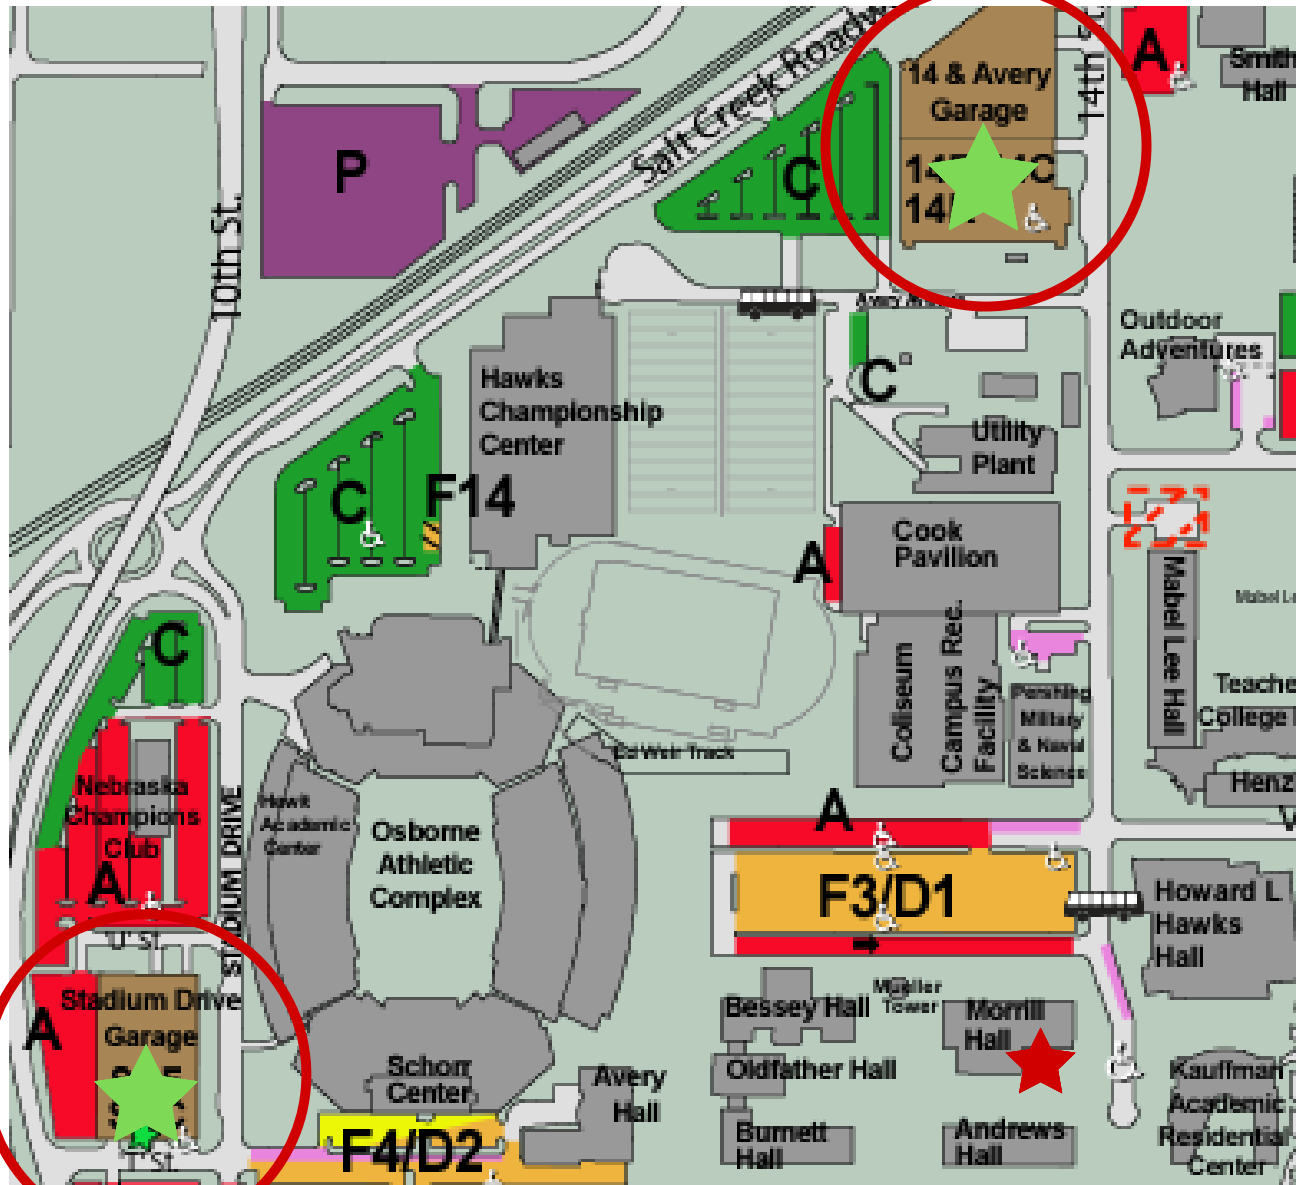 Salt Creek Roadw
14 & Avery
Garage
14th St.
A
Smith
Hall
P
C
10th St.
Outdoor
Adventures
C
Hawks
Championship
Center
Utility
Plant
C
F14
Cook
Pavilion
A
Mabel Lee Hall
C
Coliseum
Campus Rec.
Facility
Pershing
Military
& Naval
Science
Teache
College
Ed Weir Track
Henz
Nebraska
Champions
Club
A
STADIUM DRIVE
Academic
Center
Osborne
Athletic
Complex
A
F3/D1
Howard L
Hawks
Hall
'U' St.
Stadium Drive
Garage
A
Bessey Hall
Mueller
Tower
Morrill
Hall
Schorr
Center
Avery
Hall
Oldfather Hall
Kauffman
Academic
Residential
Center
Burnett
Hall
Andrews
Hall
F4/D2